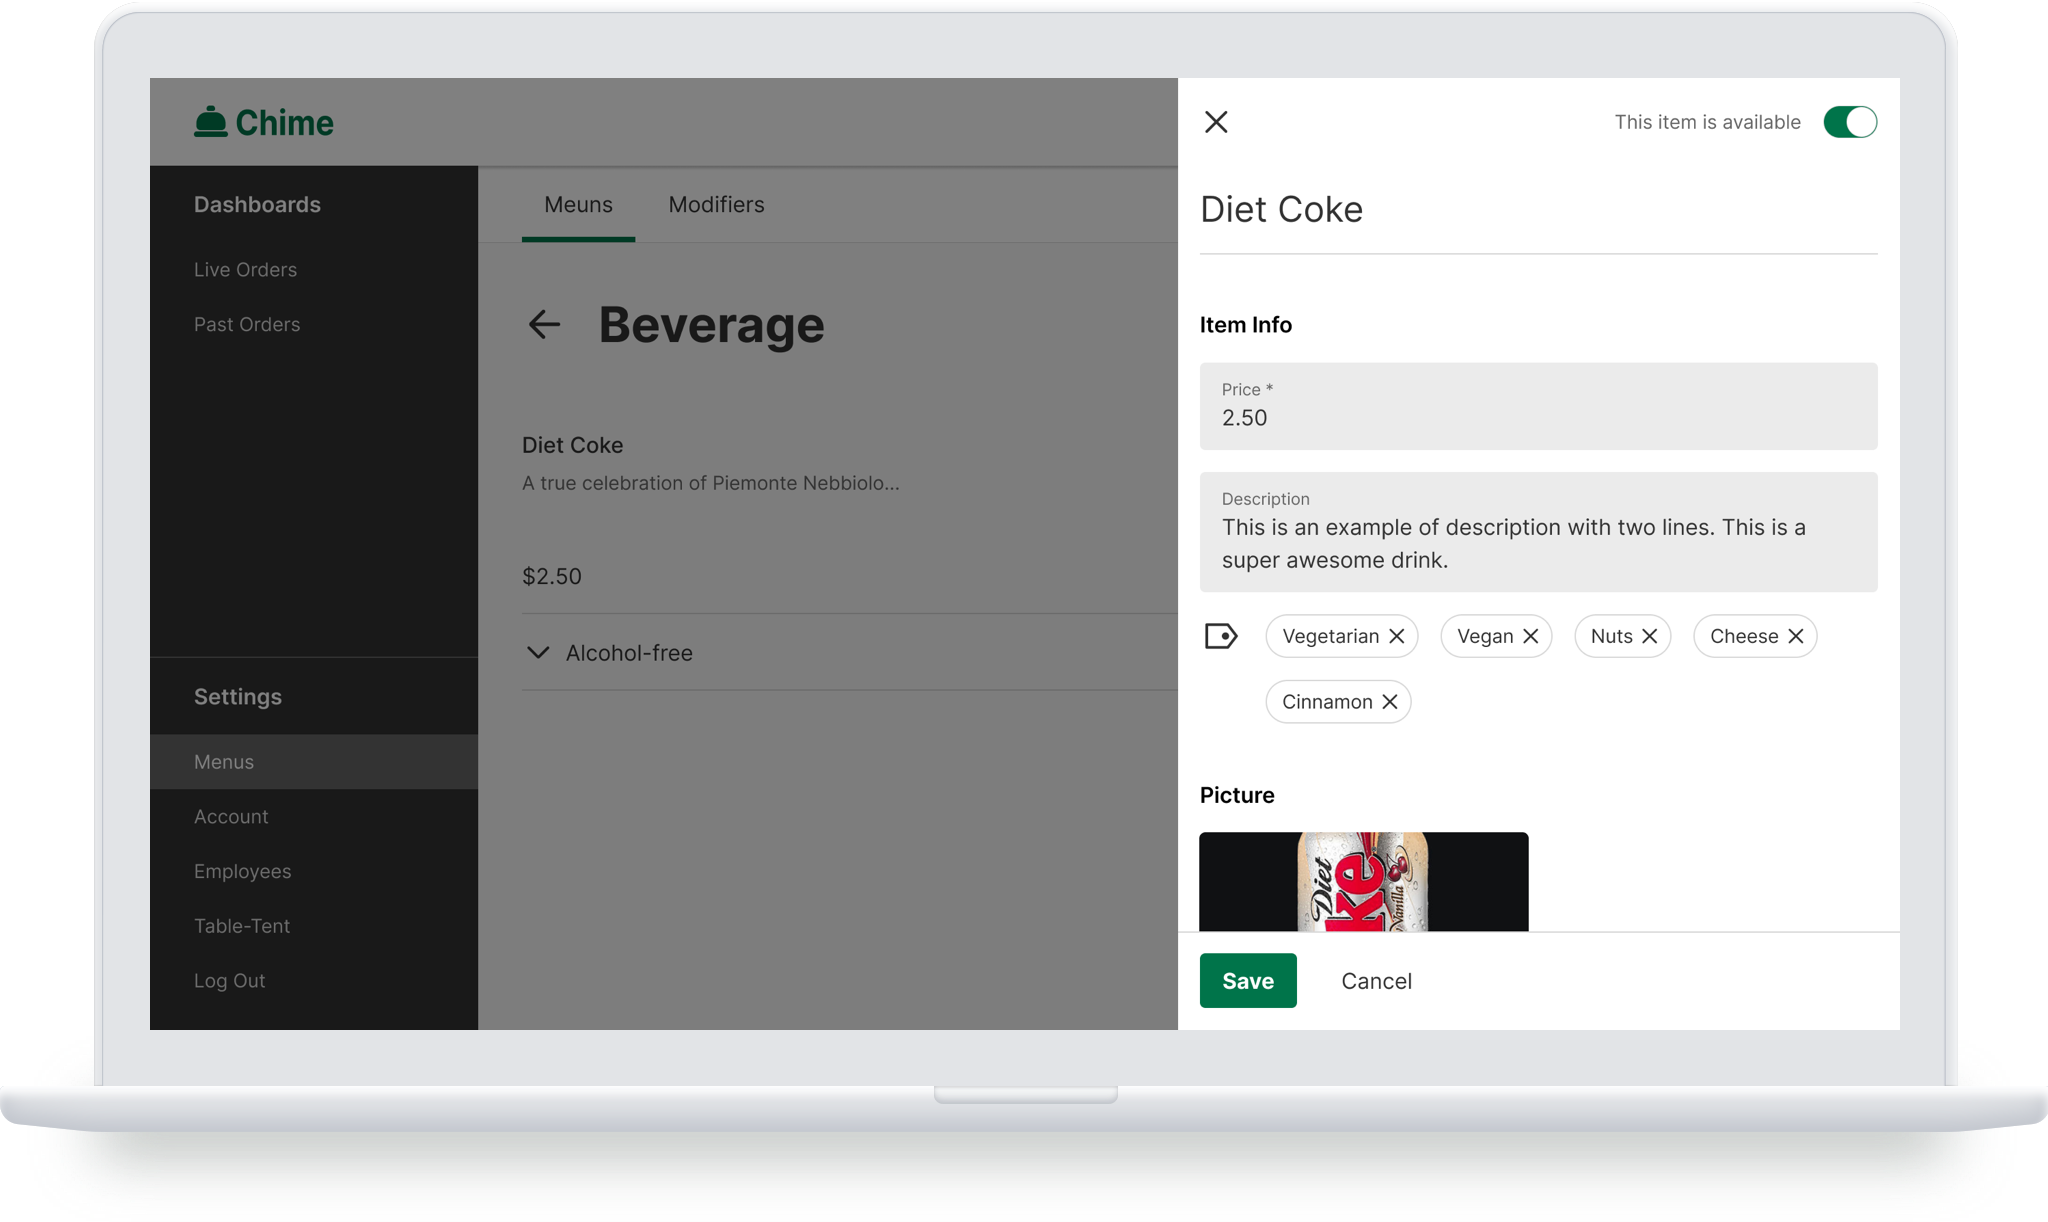 Chime
Dashboards
Live Orders
Past Orders
Settings
Menus
Account
Employees
Table-Tent
Log Out
Meuns Modifiers
Beverage
Diet Coke
A true celebration of Piemonte Nebbiolo...
$2.50
Alcohol-free
This item is available
Diet Coke
Item Info
Price *
2.50
Description
This is an example of description with two lines. This is a
super awesome drink.
Vegetarian Vegan Nuts Cheese
Cinnamon
Picture
Diet
ke
Vanilla
Save Cancel